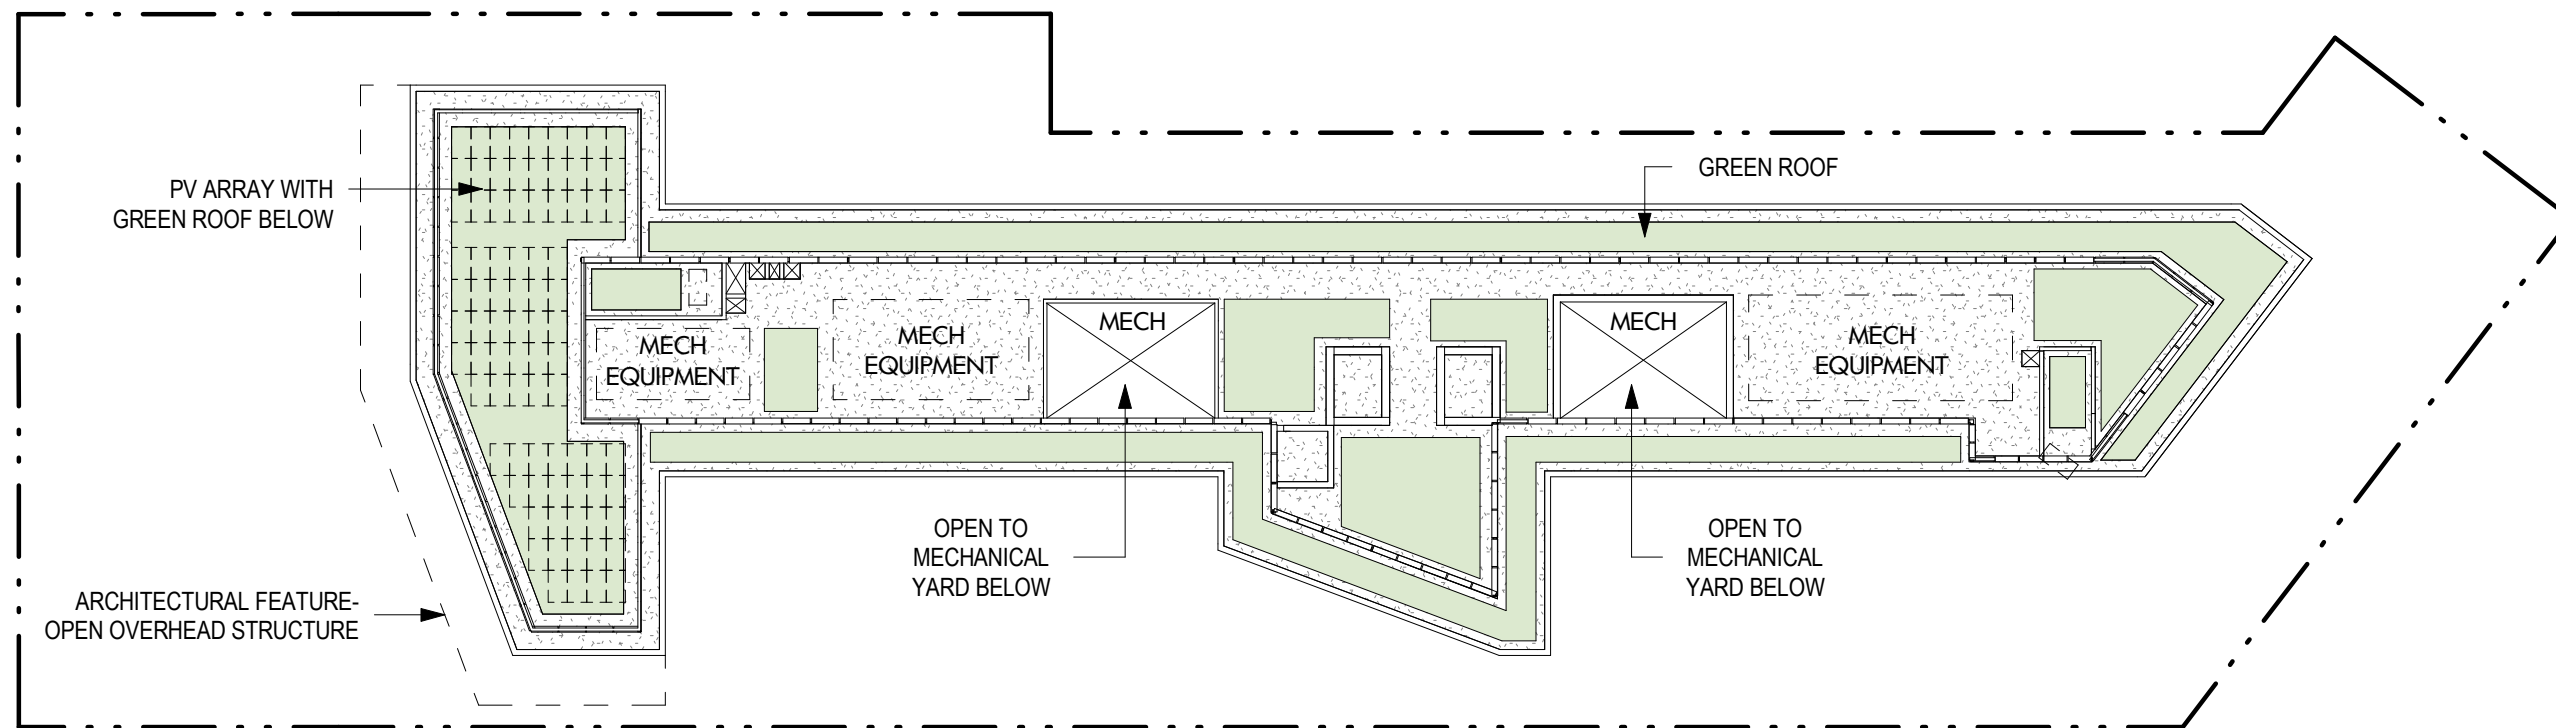 GREEN ROOF
PV ARRAY WITH
GREEN ROOF BELOW
MECH
EQUIPMENT
MECH
EQUIPMENT
MECH
MECH
MECH
EQUIPMENT
OPEN TO
MECHANICAL
YARD BELOW
OPEN TO
MECHANICAL
YARD BELOW
ARCHITECTURAL FEATURE-
OPEN OVERHEAD STRUCTURE